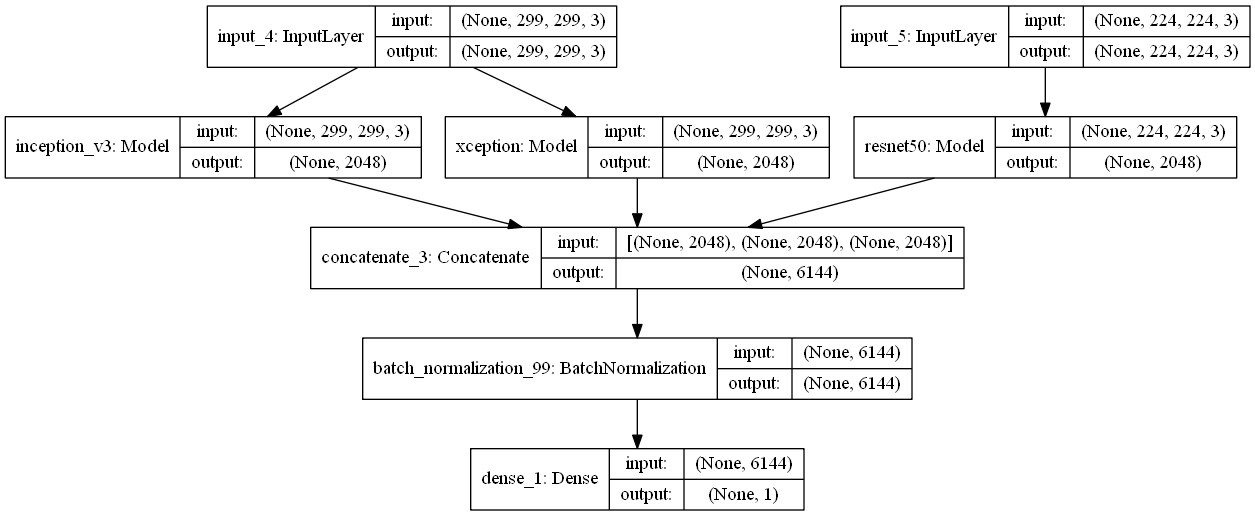 input_4: InputLayer
input: (None, 299, 299, 3)
output: (None, 299, 299, 3)
input_5: InputLayer
input: (None, 224, 224, 3)
output: (None, 224, 224, 3)
inception_v3: Model
input: (None, 299, 299, 3)
output: (None, 2048)
xception: Model
input: (None, 299, 299, 3)
output: (None, 2048)
resnet50: Model
input: (None, 224, 224, 3)
output: (None, 2048)
concatenate_3: Concatenate
input: [(None, 2048), (None, 2048), (None, 2048)]
output: (None, 6144)
batch_normalization_99: BatchNormalization
input: (None, 6144)
output: (None, 6144)
dense_1: Dense
input: (None, 6144)
output: (None, 1)